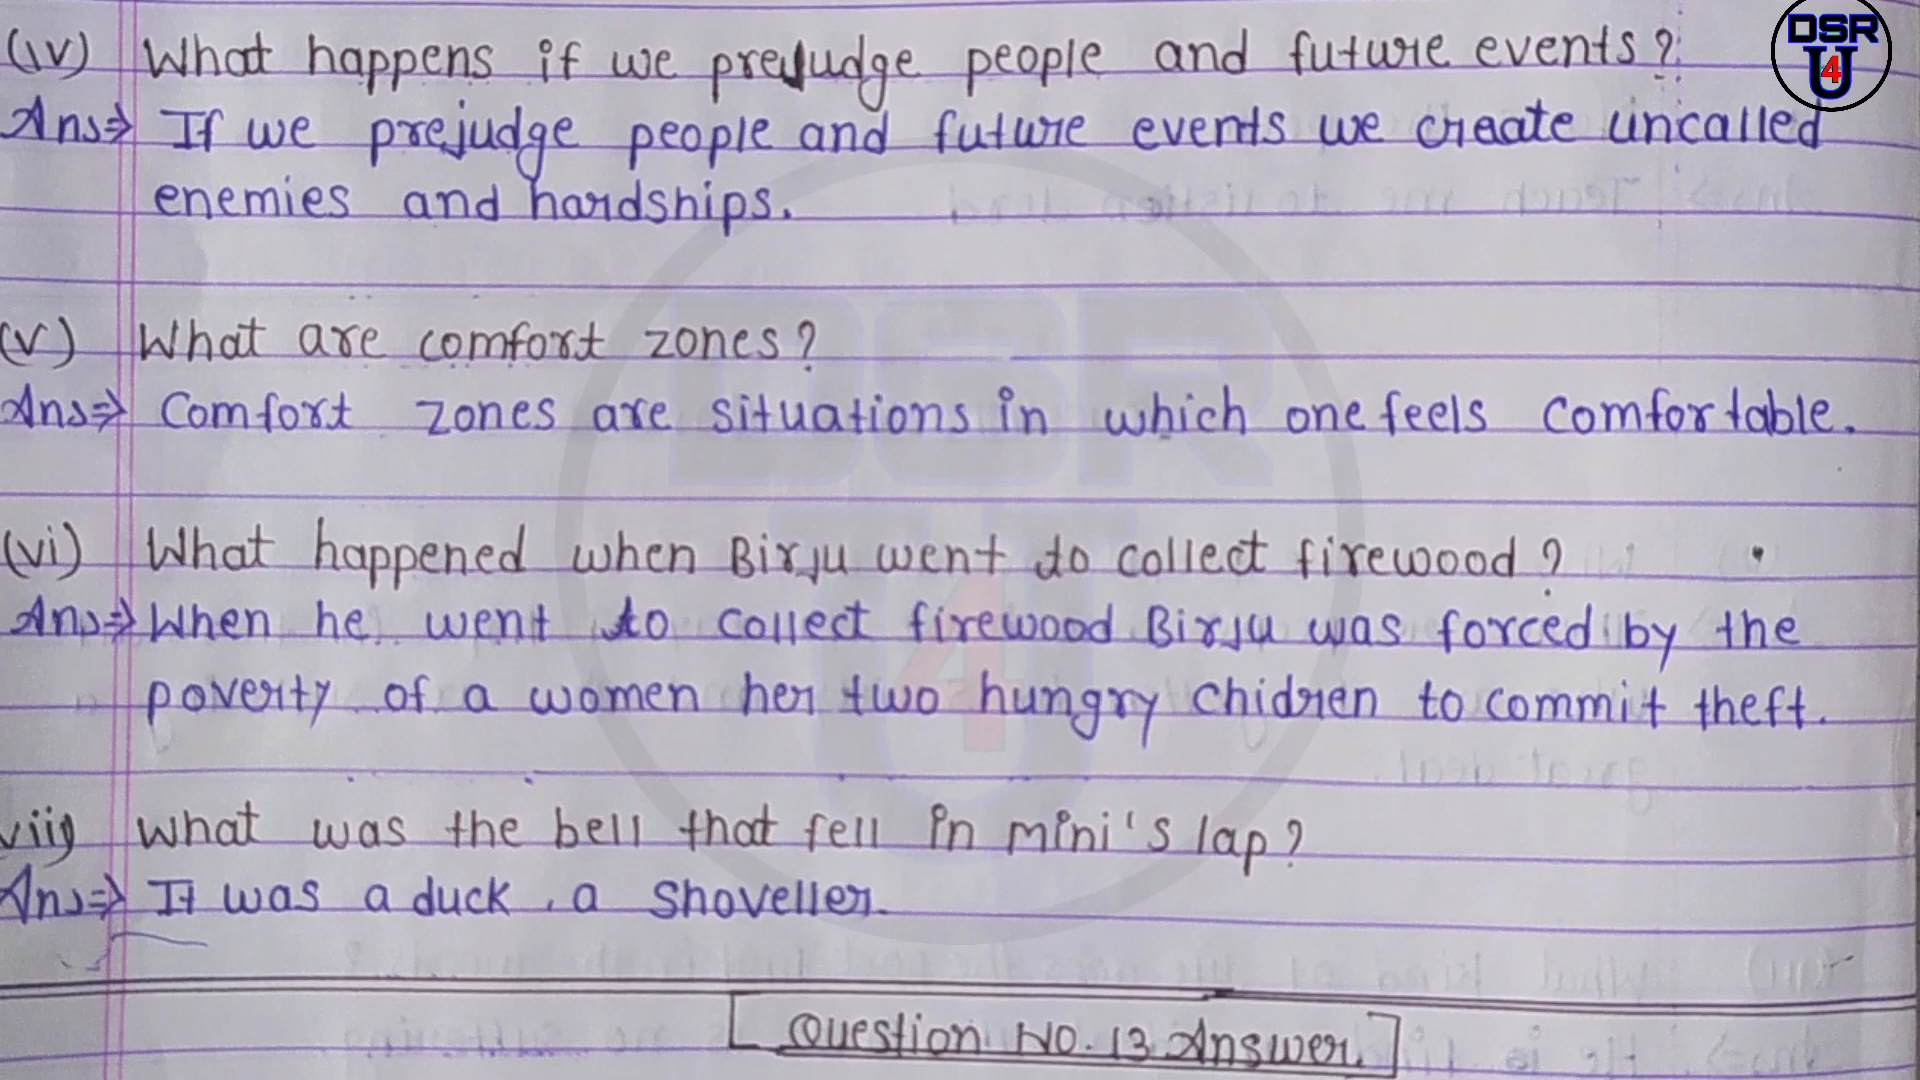 (iv) What happens if we prejudge people and future events?
Ans⇒ If we prejudge people and future events we create uncalled
enemies and hardships.
(v) What are comfort zones?
Ans⇒ Comfort zones are situations in which one feels comfortable.
(vi) What happened when Birju went to collect firewood?
Ans⇒ When he went to collect firewood Birju was forced by the
poverty of a women her two hungry chidren to commit theft.
viii) What was the bell that fell in mini's lap?
Ans⇒ It was a duck, a shoveller.
Question No. 13 Answer
DSR
U
4
DSR
U
4